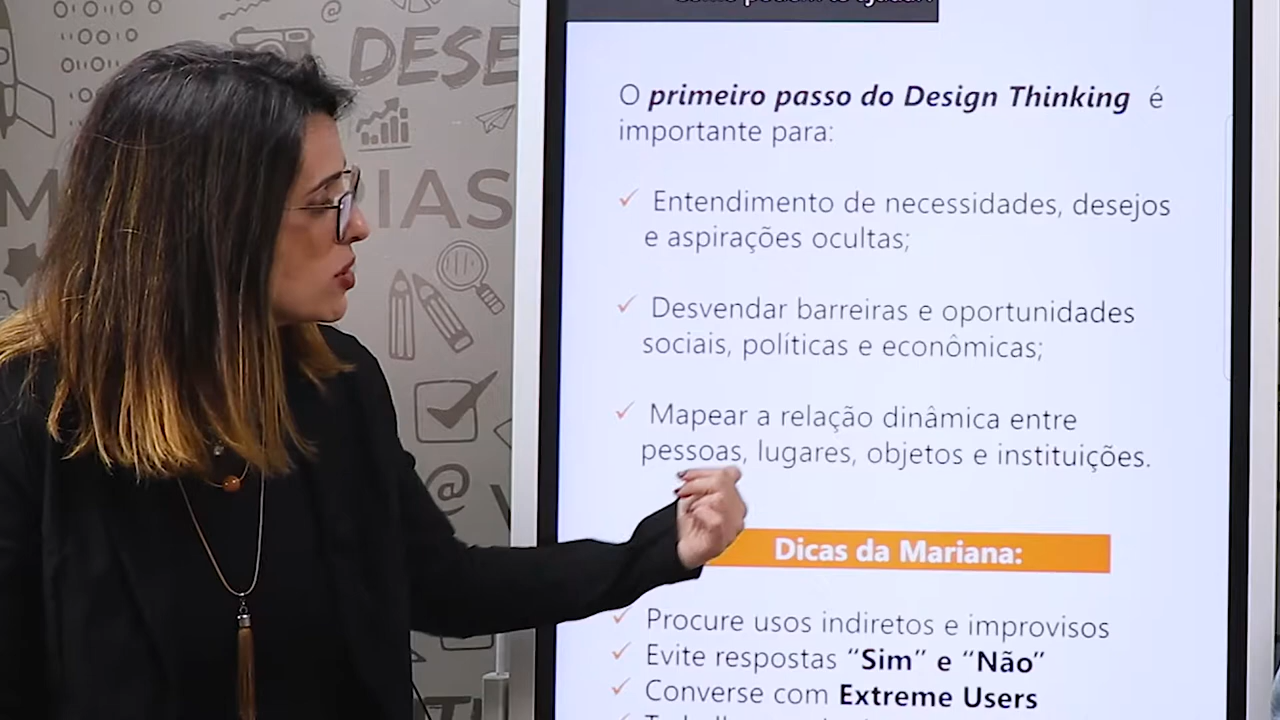 DESE
M
IAS
@
O primeiro passo do Design Thinking é
importante para:
✓ Entendimento de necessidades, desejos
e aspirações ocultas;
✓ Desvendar barreiras e oportunidades
sociais, políticas e econômicas;
✓ Mapear a relação dinâmica entre
pessoas, lugares, objetos e instituições.
Dicas da Mariana:
✓ Procure usos indiretos e improvisos
✓ Evite respostas “Sim” e “Não”
✓ Converse com Extreme Users